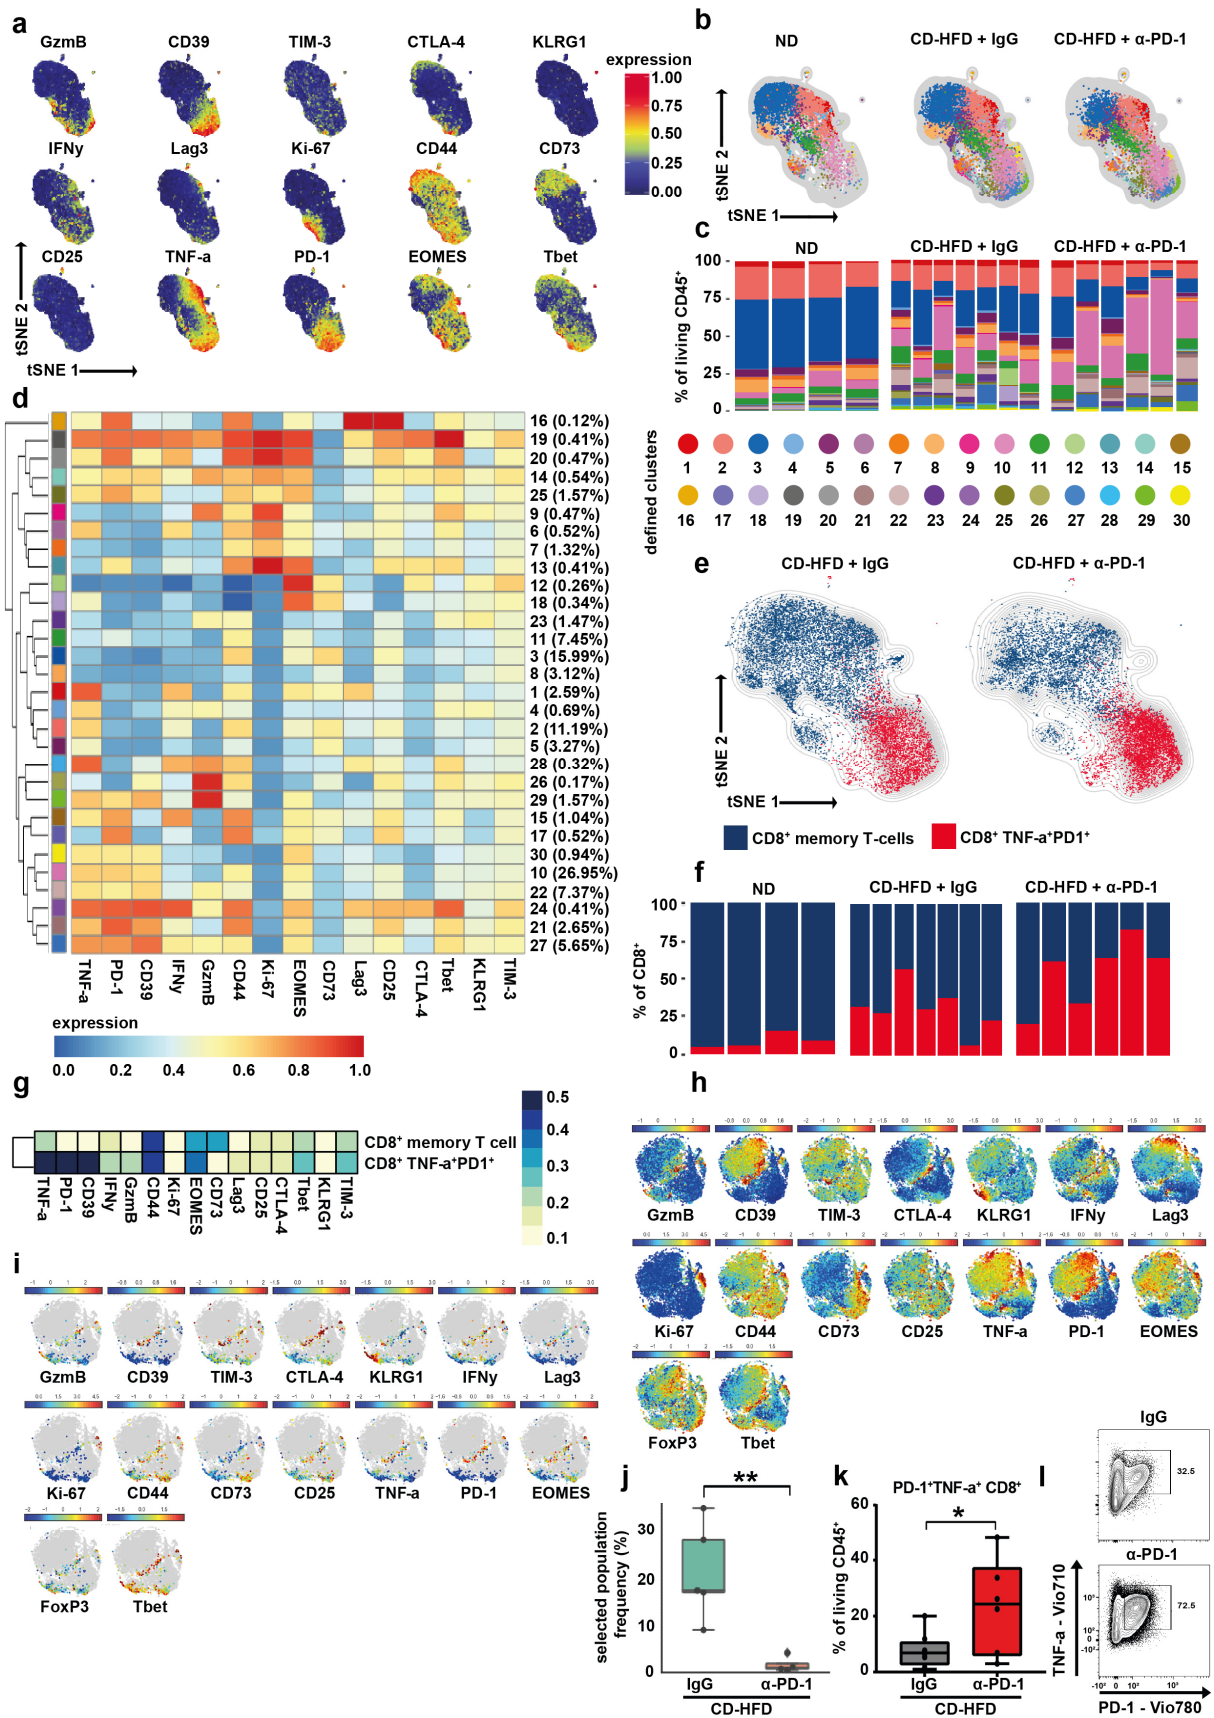 a
GzmB CD39 TIM-3 CTLA-4 KLRG1
expression
1.00
0.75
0.50
0.25
0.00
IFNy Lag3 Ki-67 CD44 CD73
CD25 TNF-a PD-1 EOMES Tbet
tSNE 2
tSNE 1
b
ND CD-HFD + IgG CD-HFD + α-PD-1
tSNE 2
tSNE 1
c
ND CD-HFD + IgG CD-HFD + α-PD-1
% of living CD45+
100
75
50
25
0
defined clusters
1 2 3 4 5 6 7 8 9 10 11 12 13 14 15
16 17 18 19 20 21 22 23 24 25 26 27 28 29 30
d
16 (0.12%)
19 (0.41%)
20 (0.47%)
14 (0.54%)
25 (1.57%)
9 (0.47%)
6 (0.52%)
7 (1.32%)
13 (0.41%)
12 (0.26%)
18 (0.34%)
23 (1.47%)
11 (7.45%)
3 (15.99%)
8 (3.12%)
1 (2.59%)
4 (0.69%)
2 (11.19%)
5 (3.27%)
28 (0.32%)
26 (0.17%)
29 (1.57%)
15 (1.04%)
17 (0.52%)
30 (0.94%)
10 (26.95%)
22 (7.37%)
24 (0.41%)
21 (2.65%)
27 (5.65%)
TNF-a PD-1 CD39 IFNy GzmB CD44 Ki-67 EOMES CD73 Lag3 CD25 CTLA-4 Tbet KLRG1 TIM-3
expression
0.0 0.2 0.4 0.6 0.8 1.0
e
CD-HFD + IgG CD-HFD + α-PD-1
tSNE 2
tSNE 1
CD8+ memory T-cells CD8+ TNF-a+PD1+
f
ND CD-HFD + IgG CD-HFD + α-PD-1
% of CD8+
100
75
50
25
0
g
CD8+ memory T cell
CD8+ TNF-a+PD1+
TNF-a PD-1 CD39 IFNy GzmB CD44 Ki-67 EOMES CD73 Lag3 CD25 CTLA-4 Tbet KLRG1 TIM-3
0.5
0.4
0.3
0.2
0.1
h
GzmB CD39 TIM-3 CTLA-4 KLRG1 IFNy Lag3
Ki-67 CD44 CD73 CD25 TNF-a PD-1 EOMES
FoxP3 Tbet
i
GzmB CD39 TIM-3 CTLA-4 KLRG1 IFNy Lag3
Ki-67 CD44 CD73 CD25 TNF-a PD-1 EOMES
FoxP3 Tbet
j
selected population
frequency (%)
30
20
10
0
**
IgG α-PD-1
CD-HFD
k
PD-1+TNF-a+ CD8+
% of living CD45+
60
40
20
0
*
IgG α-PD-1
CD-HFD
l
IgG
32.5
α-PD-1
72.5
TNF-a - Vio710
PD-1 - Vio780